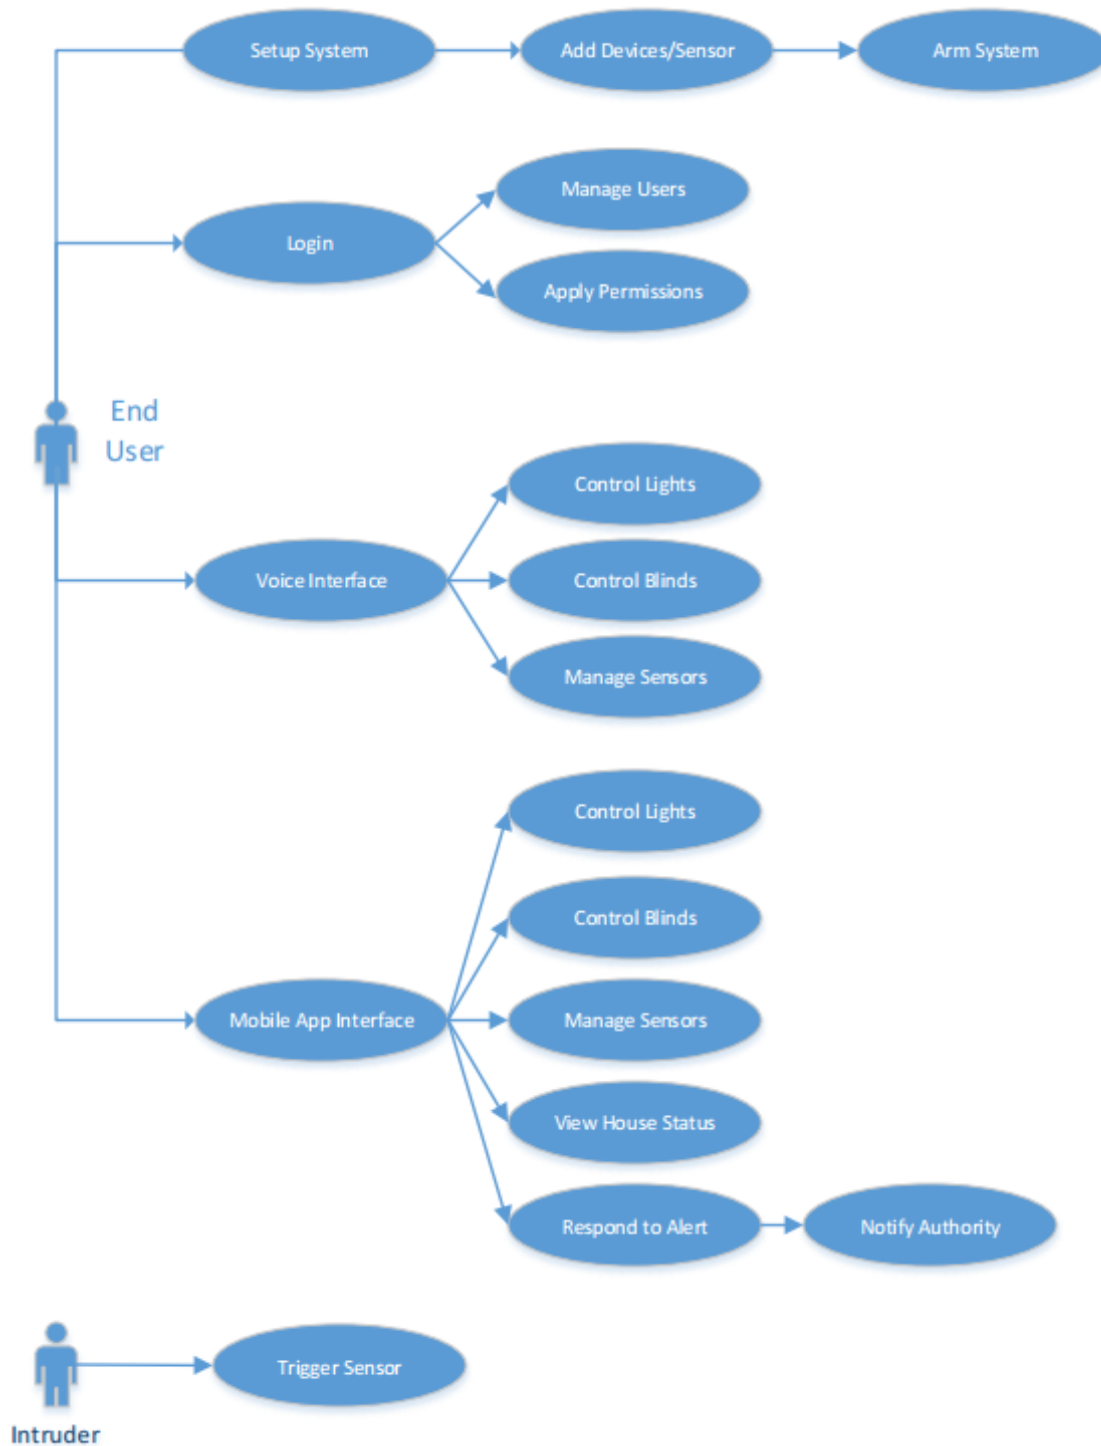 Setup System
Add Devices/Sensor
Arm System
Manage Users
Login
Apply Permissions
End
User
Control Lights
Voice Interface
Control Blinds
Manage Sensors
Control Lights
Control Blinds
Mobile App Interface
Manage Sensors
View House Status
Respond to Alert
Notify Authority
Trigger Sensor
Intruder